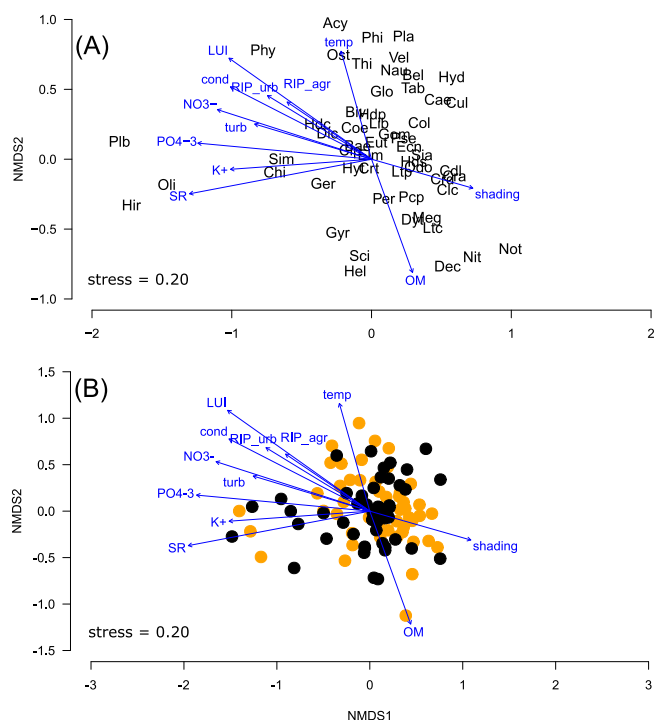 (A)
NMDS2
1.0
0.5
0.0
−0.5
−1.0
Acy
Phi
Pla
temp
LUI
Phy
Ost
Thi
Vel
Nau
Bel
Hyd
cond
RIP_urb
RIP_agr
Glo
Tab
Cae
Cul
NO3−
turb
Hdp
Coe
Lib
Col
Plb
PO4−3
Eut
Ecn
Sia
Sim
K+
Chi
Hyt
Crt
Ltp
Oli
SR
Ger
shading
Clc
Hir
Per
Pcp
Meg
Ltc
Gyr
Sci
Hel
Nit
Not
Dec
OM
stress = 0.20
−2 −1 0 1 2
(B)
NMDS2
1.5
1.0
0.5
0.0
−0.5
−1.0
−1.5
temp
LUI
cond
RIP_urb
RIP_agr
NO3-
turb
PO4-3
K+
SR
shading
OM
stress = 0.20
−3 −2 −1 0 1 2 3
NMDS1